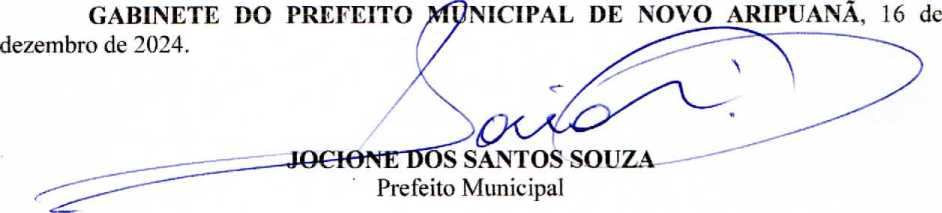 GABINETE DO PREFEITO MUNICIPAL DE NOVO ARIPUANÃ, 16 de
dezembro de 2024.
JOCIONE DOS SANTOS SOUZA
Prefeito Municipal